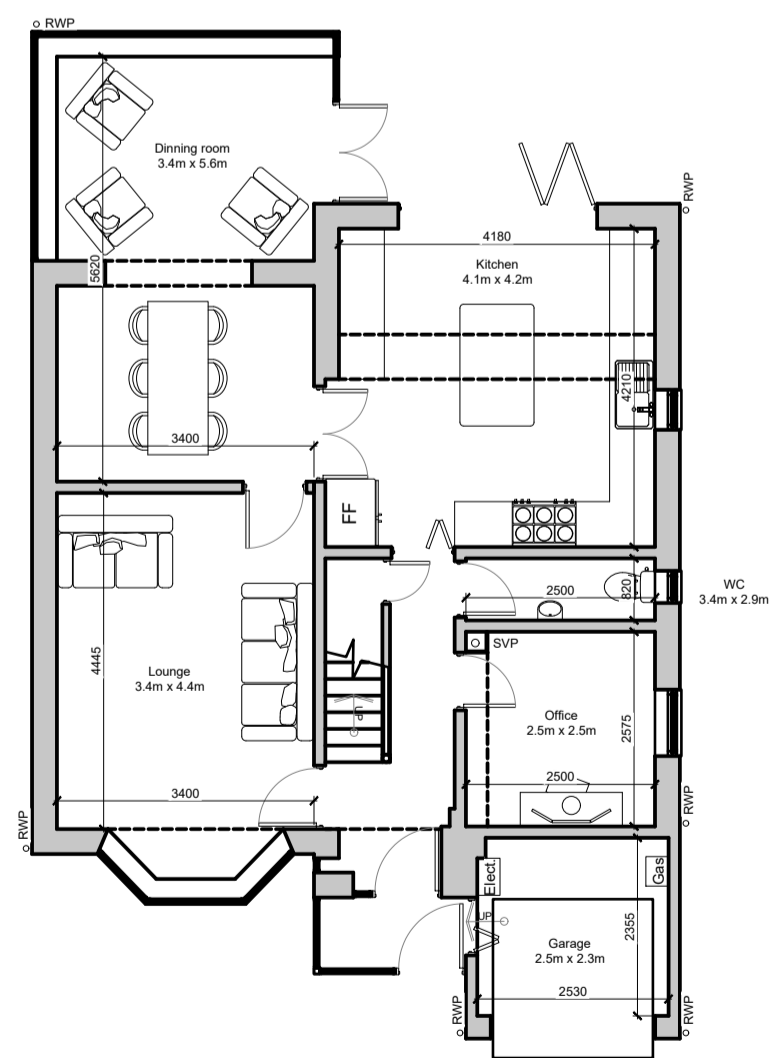 RWP
Dinning room
3.4m x 5.6m
RWP
4180
Kitchen
4.1m x 4.2m
5620
4210
3400
FF
2500
820
WC
3.4m x 2.9m
SVP
4445
Lounge
3.4m x 4.4m
UP
Office
2.5m x 2.5m
2575
2500
3400
RWP
RWP
Elect.
Gas
UP
2355
Garage
2.5m x 2.3m
2530
RWP
RWP